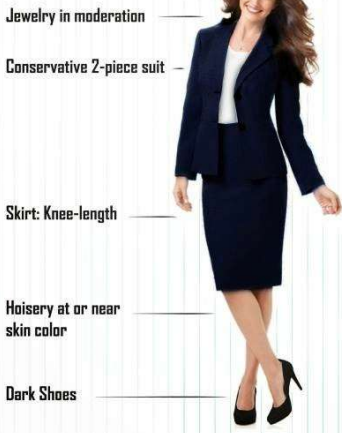 Jewelry in moderation
Conservative 2-piece suit
Skirt: Knee-length
Hoisery at or near
skin color
Dark Shoes